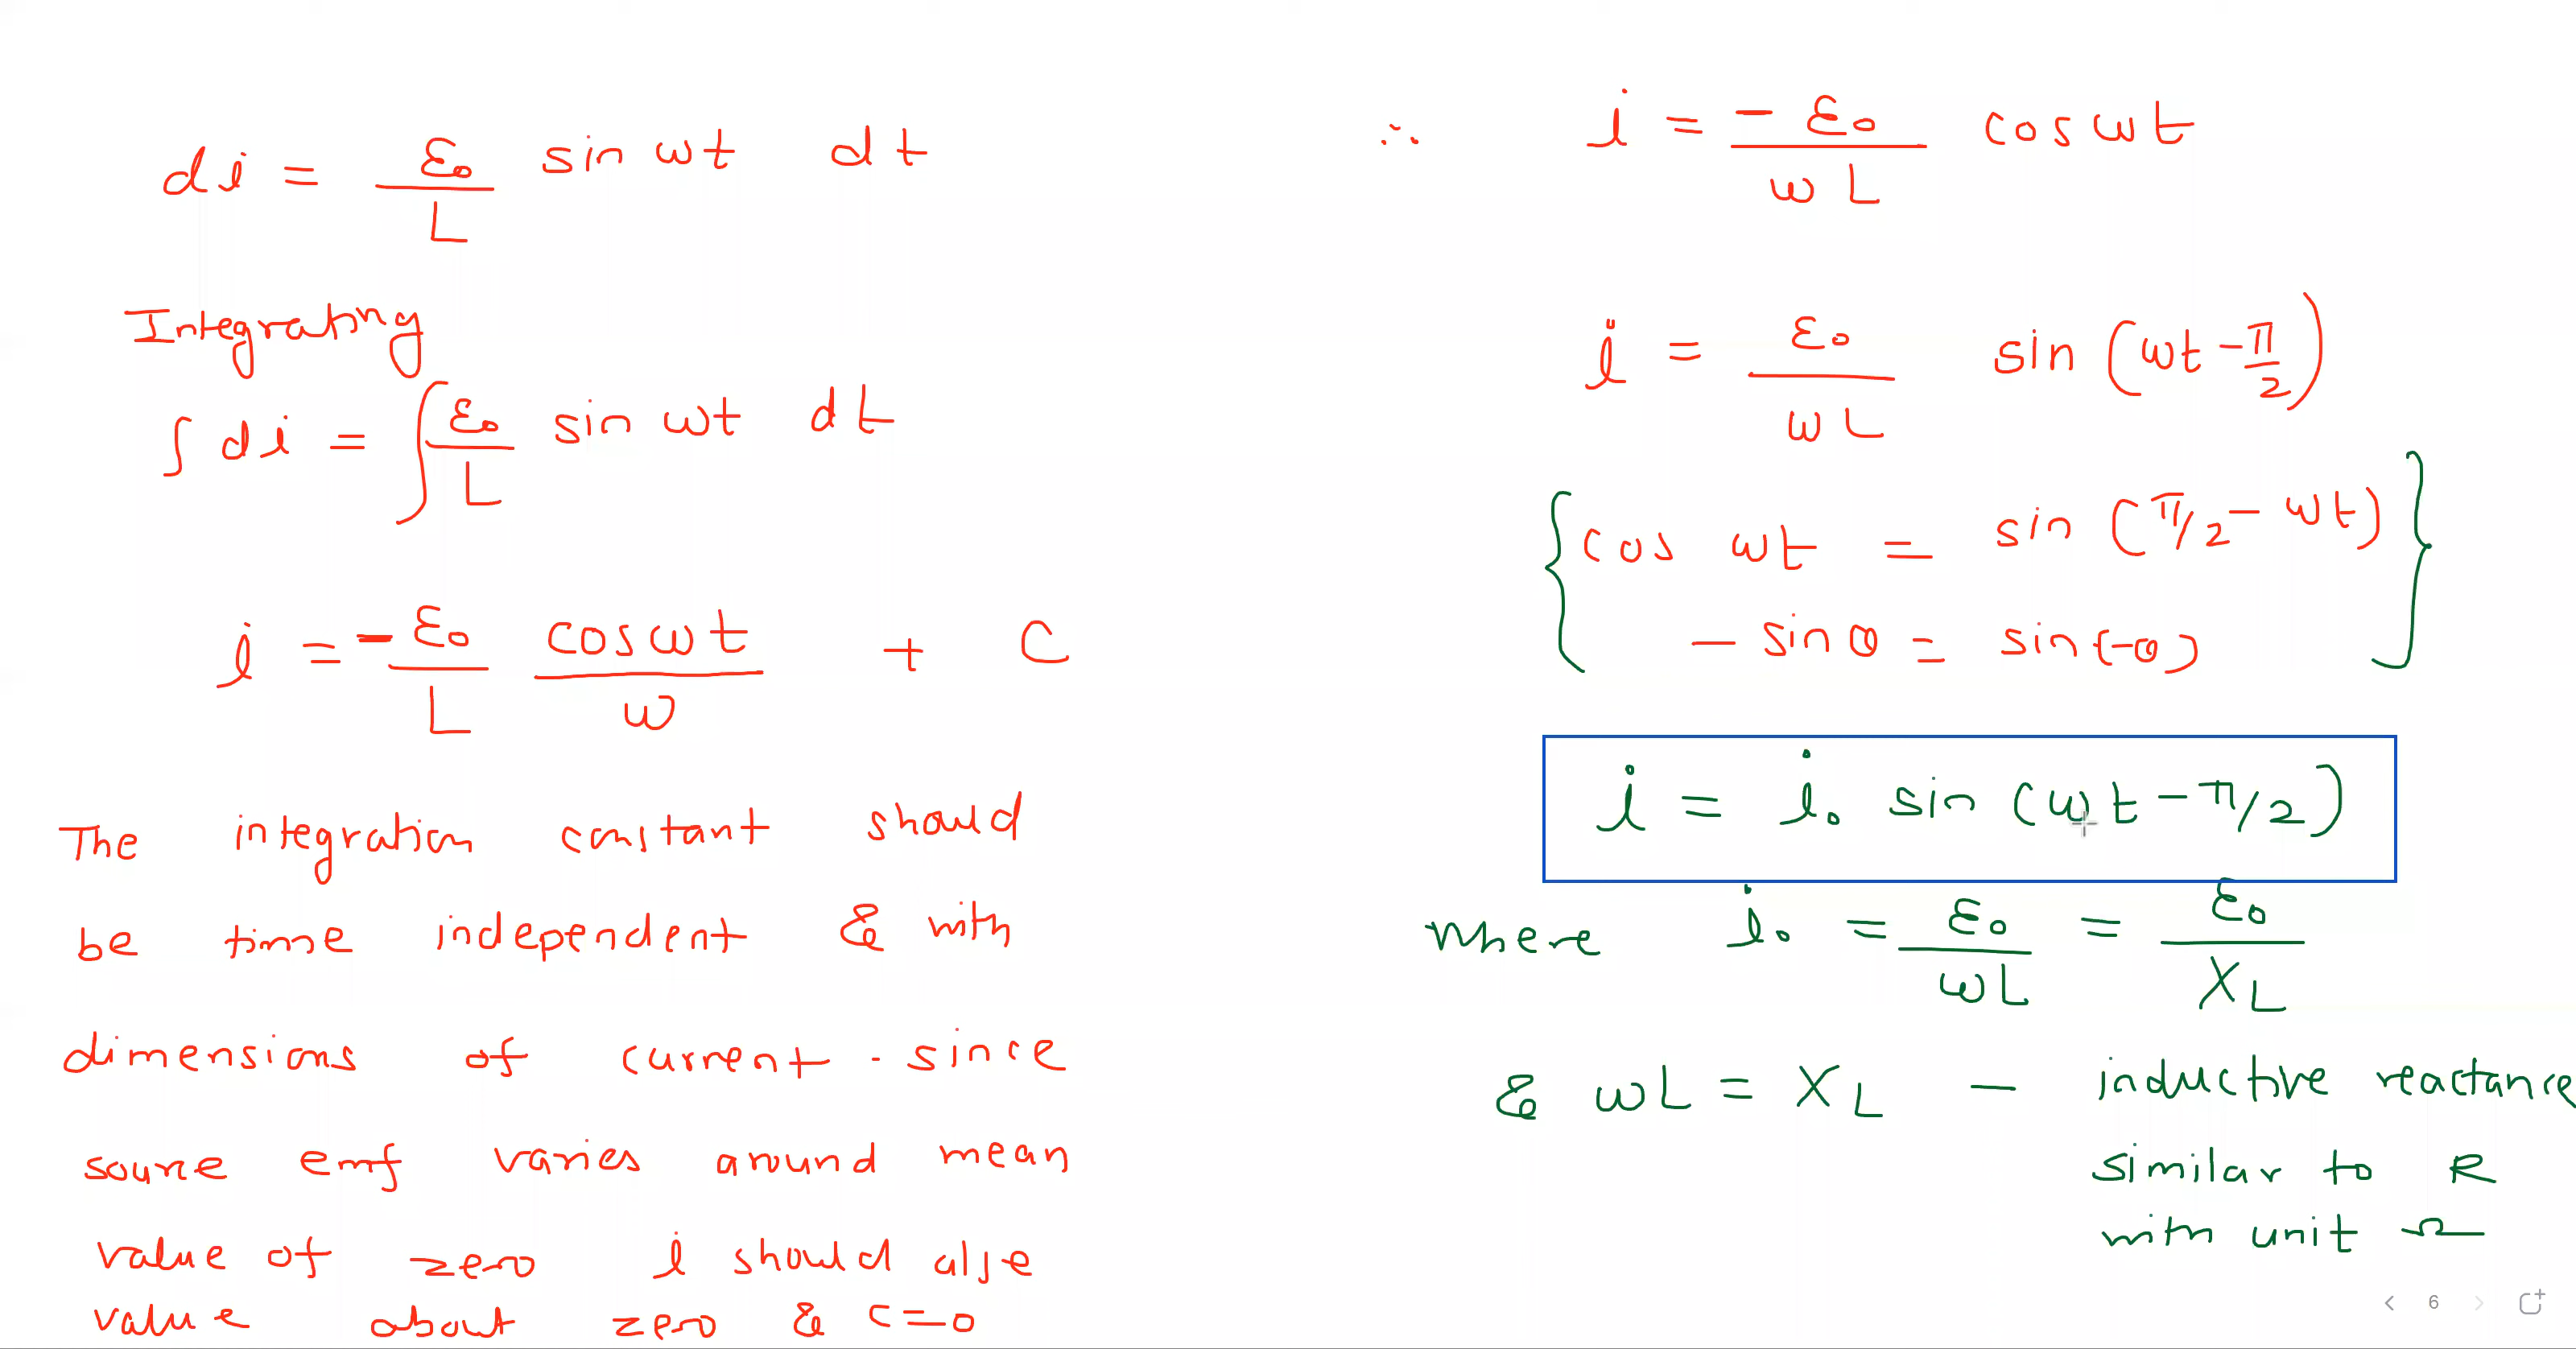 di = ε₀/L sin ωt dt
Integrating
∫ di = ∫ ε₀/L sin ωt dt
i = -ε₀/L cos ωt/ω + C
The integration constant should
be time independent & with
dimensions of current . since
source emf varies around mean
value of zero i should also
value about zero & c=0
∴ i = -ε₀/ωL cos ωt
i = ε₀/ωL sin (ωt - π/2)
{ cos ωt = sin (π/2 - ωt)
- sin θ = sin(-θ) }
i = i₀ sin (ωt - π/2)
where i₀ = ε₀/ωL = ε₀/X_L
& ωL = X_L — inductive reactance
similar to R
with unit Ω
< 6 >